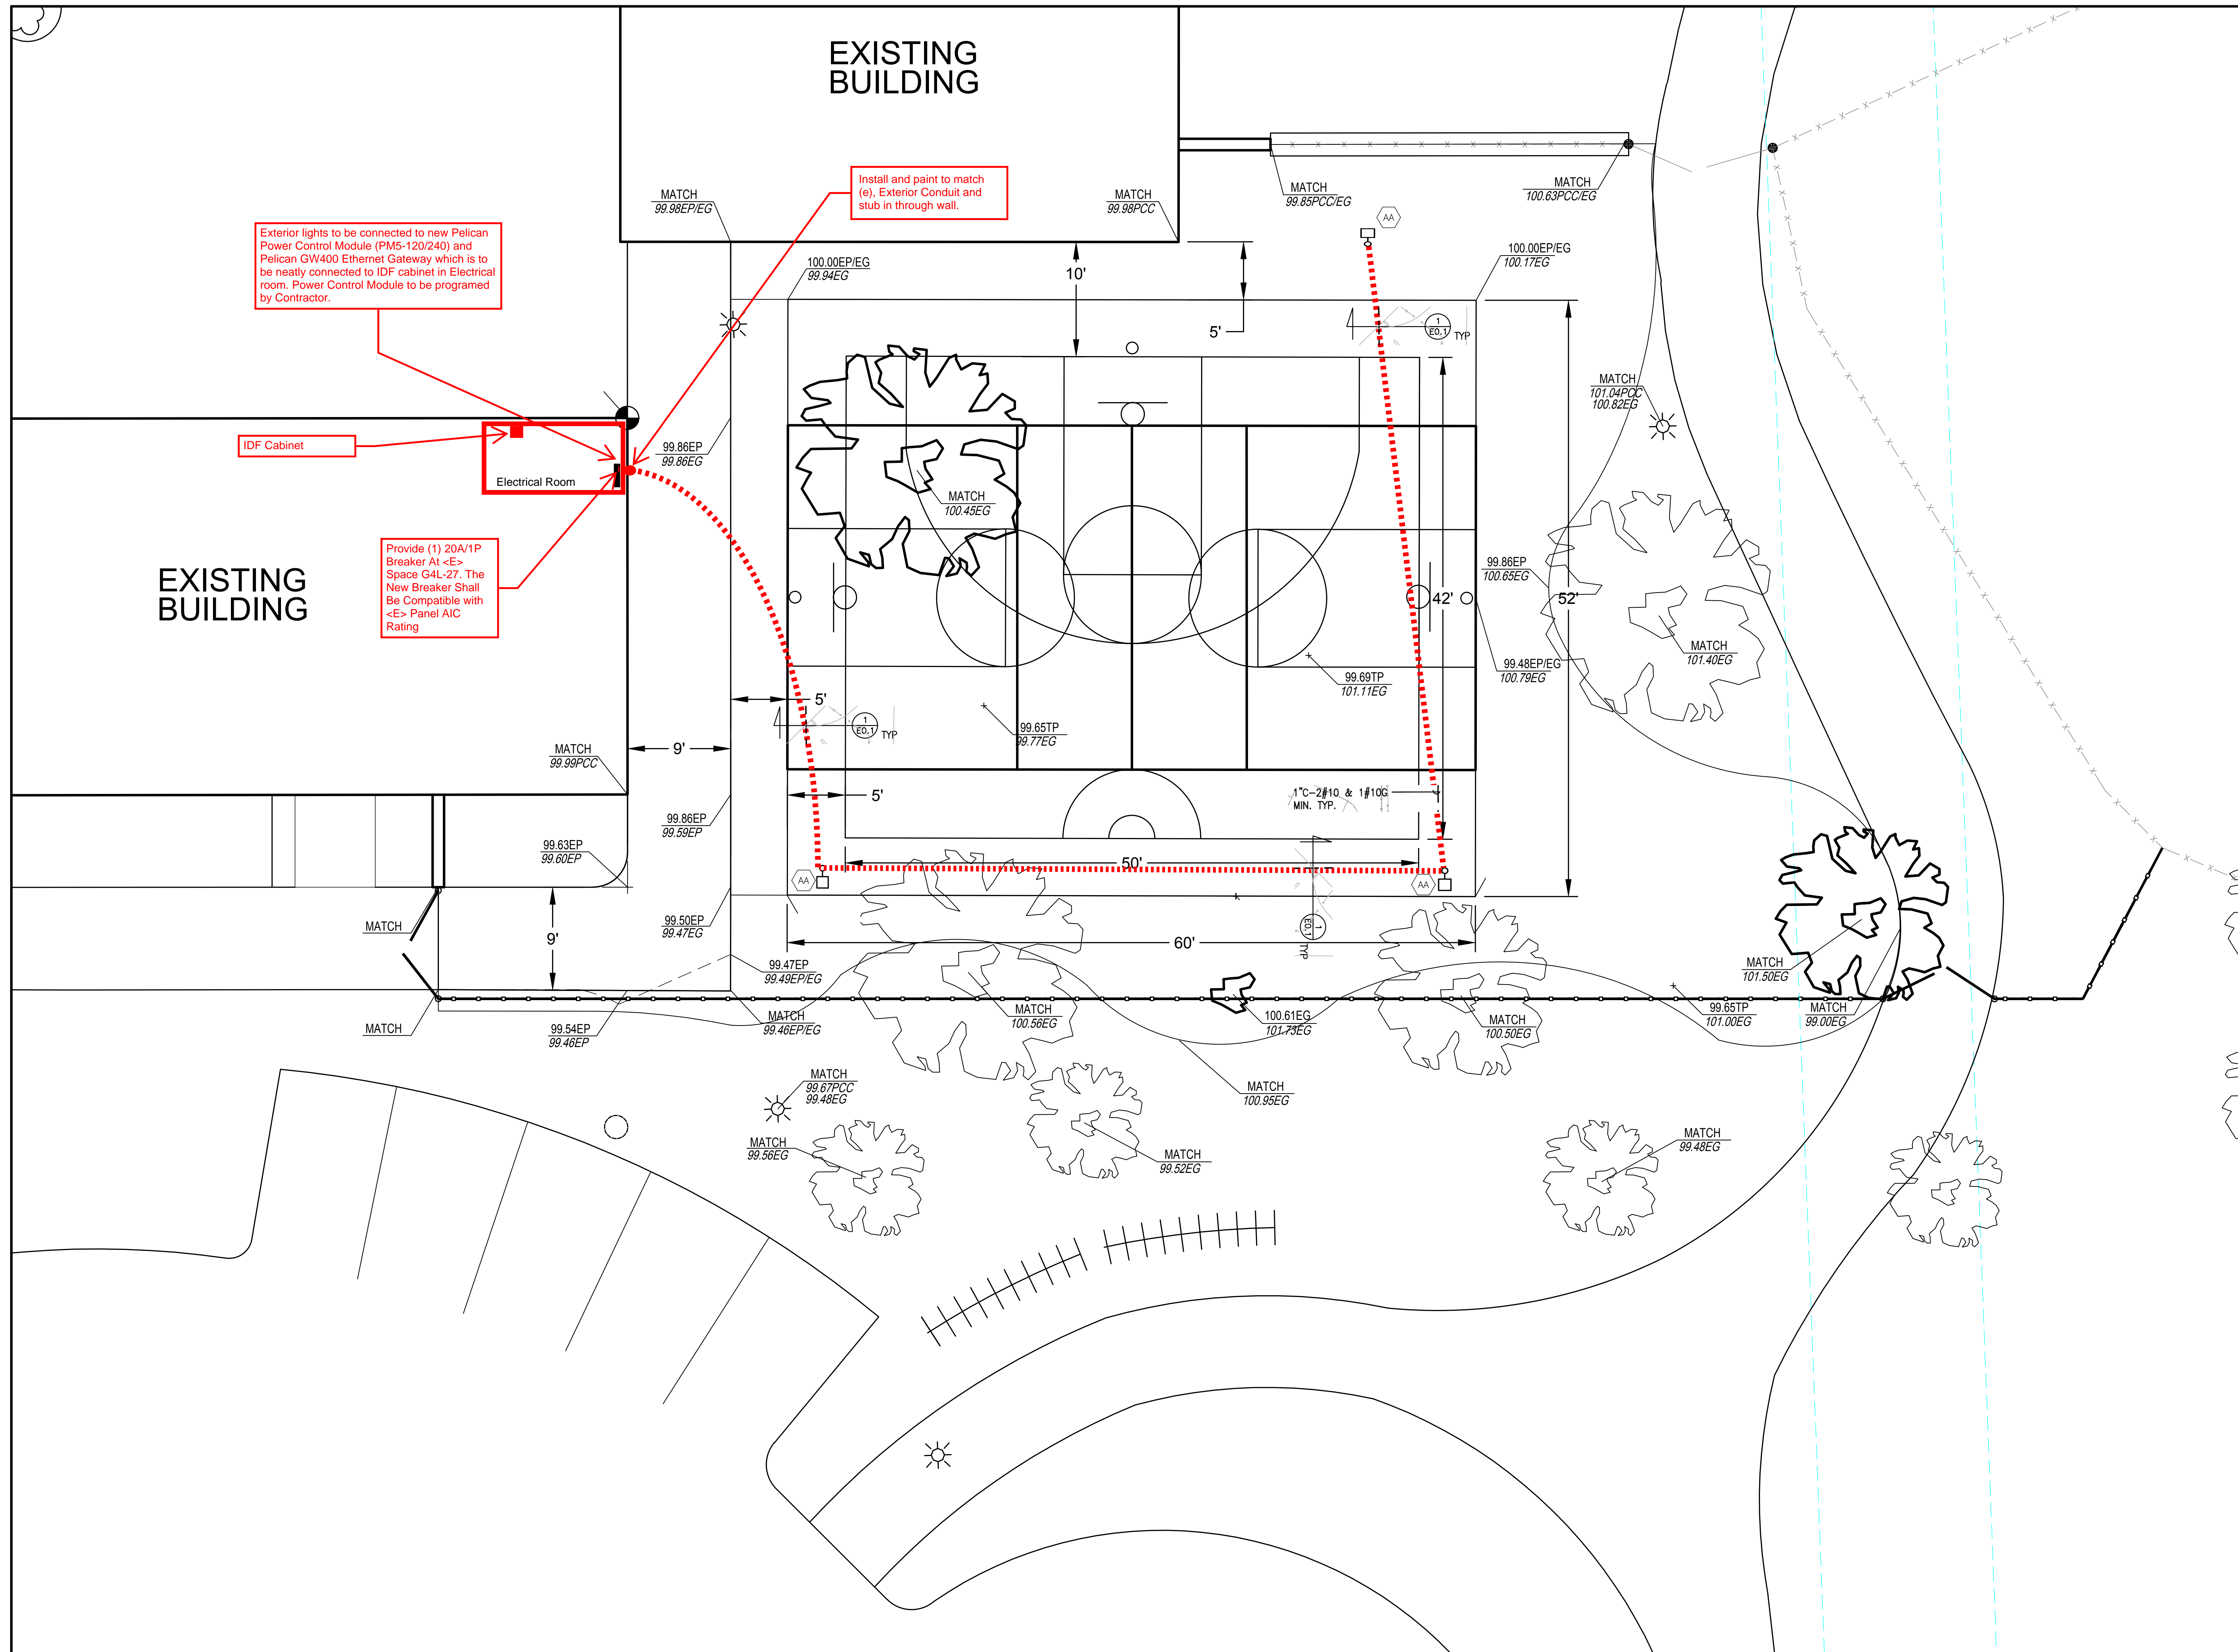 EXISTING
BUILDING
Install and paint to match
(e), Exterior Conduit and
stub in through wall.
MATCH
99.98EP/EG
MATCH
99.98PCC
MATCH
99.85PCC/EG
MATCH
100.63PCC/EG
AA
Exterior lights to be connected to new Pelican
Power Control Module (PM5-120/240) and
Pelican GW400 Ethernet Gateway which is to
be neatly connected to IDF cabinet in Electrical
room. Power Control Module to be programed
by Contractor.
100.00EP/EG
99.94EG
10'
100.00EP/EG
100.17EG
5'
1
E0.1
TYP
MATCH
101.04PCC
100.82EG
IDF Cabinet
99.86EP
99.86EG
Electrical Room
MATCH
100.45EG
Provide (1) 20A/1P
Breaker At <E>
Space G4L-27. The
New Breaker Shall
Be Compatible with
<E> Panel AIC
Rating
EXISTING
BUILDING
99.86EP
100.65EG
42'
52'
MATCH
101.40EG
99.48EP/EG
100.79EG
99.69TP
101.11EG
5'
1
E0.1
TYP
99.65TP
99.77EG
MATCH
99.99PCC
9'
5'
1"C-2#10 & 1#10G
MIN. TYP.
99.86EP
99.59EP
99.63EP
99.60EP
50'
AA
AA
MATCH
99.50EP
99.47EG
9'
1
E0.1
TYP
60'
99.47EP
99.49EP/EG
MATCH
101.50EG
MATCH
99.54EP
99.46EP
MATCH
99.46EP/EG
MATCH
100.56EG
100.61EG
101.73EG
MATCH
100.50EG
99.65TP
101.00EG
MATCH
99.00EG
MATCH
99.67PCC
99.48EG
MATCH
100.95EG
MATCH
99.56EG
MATCH
99.52EG
MATCH
99.48EG